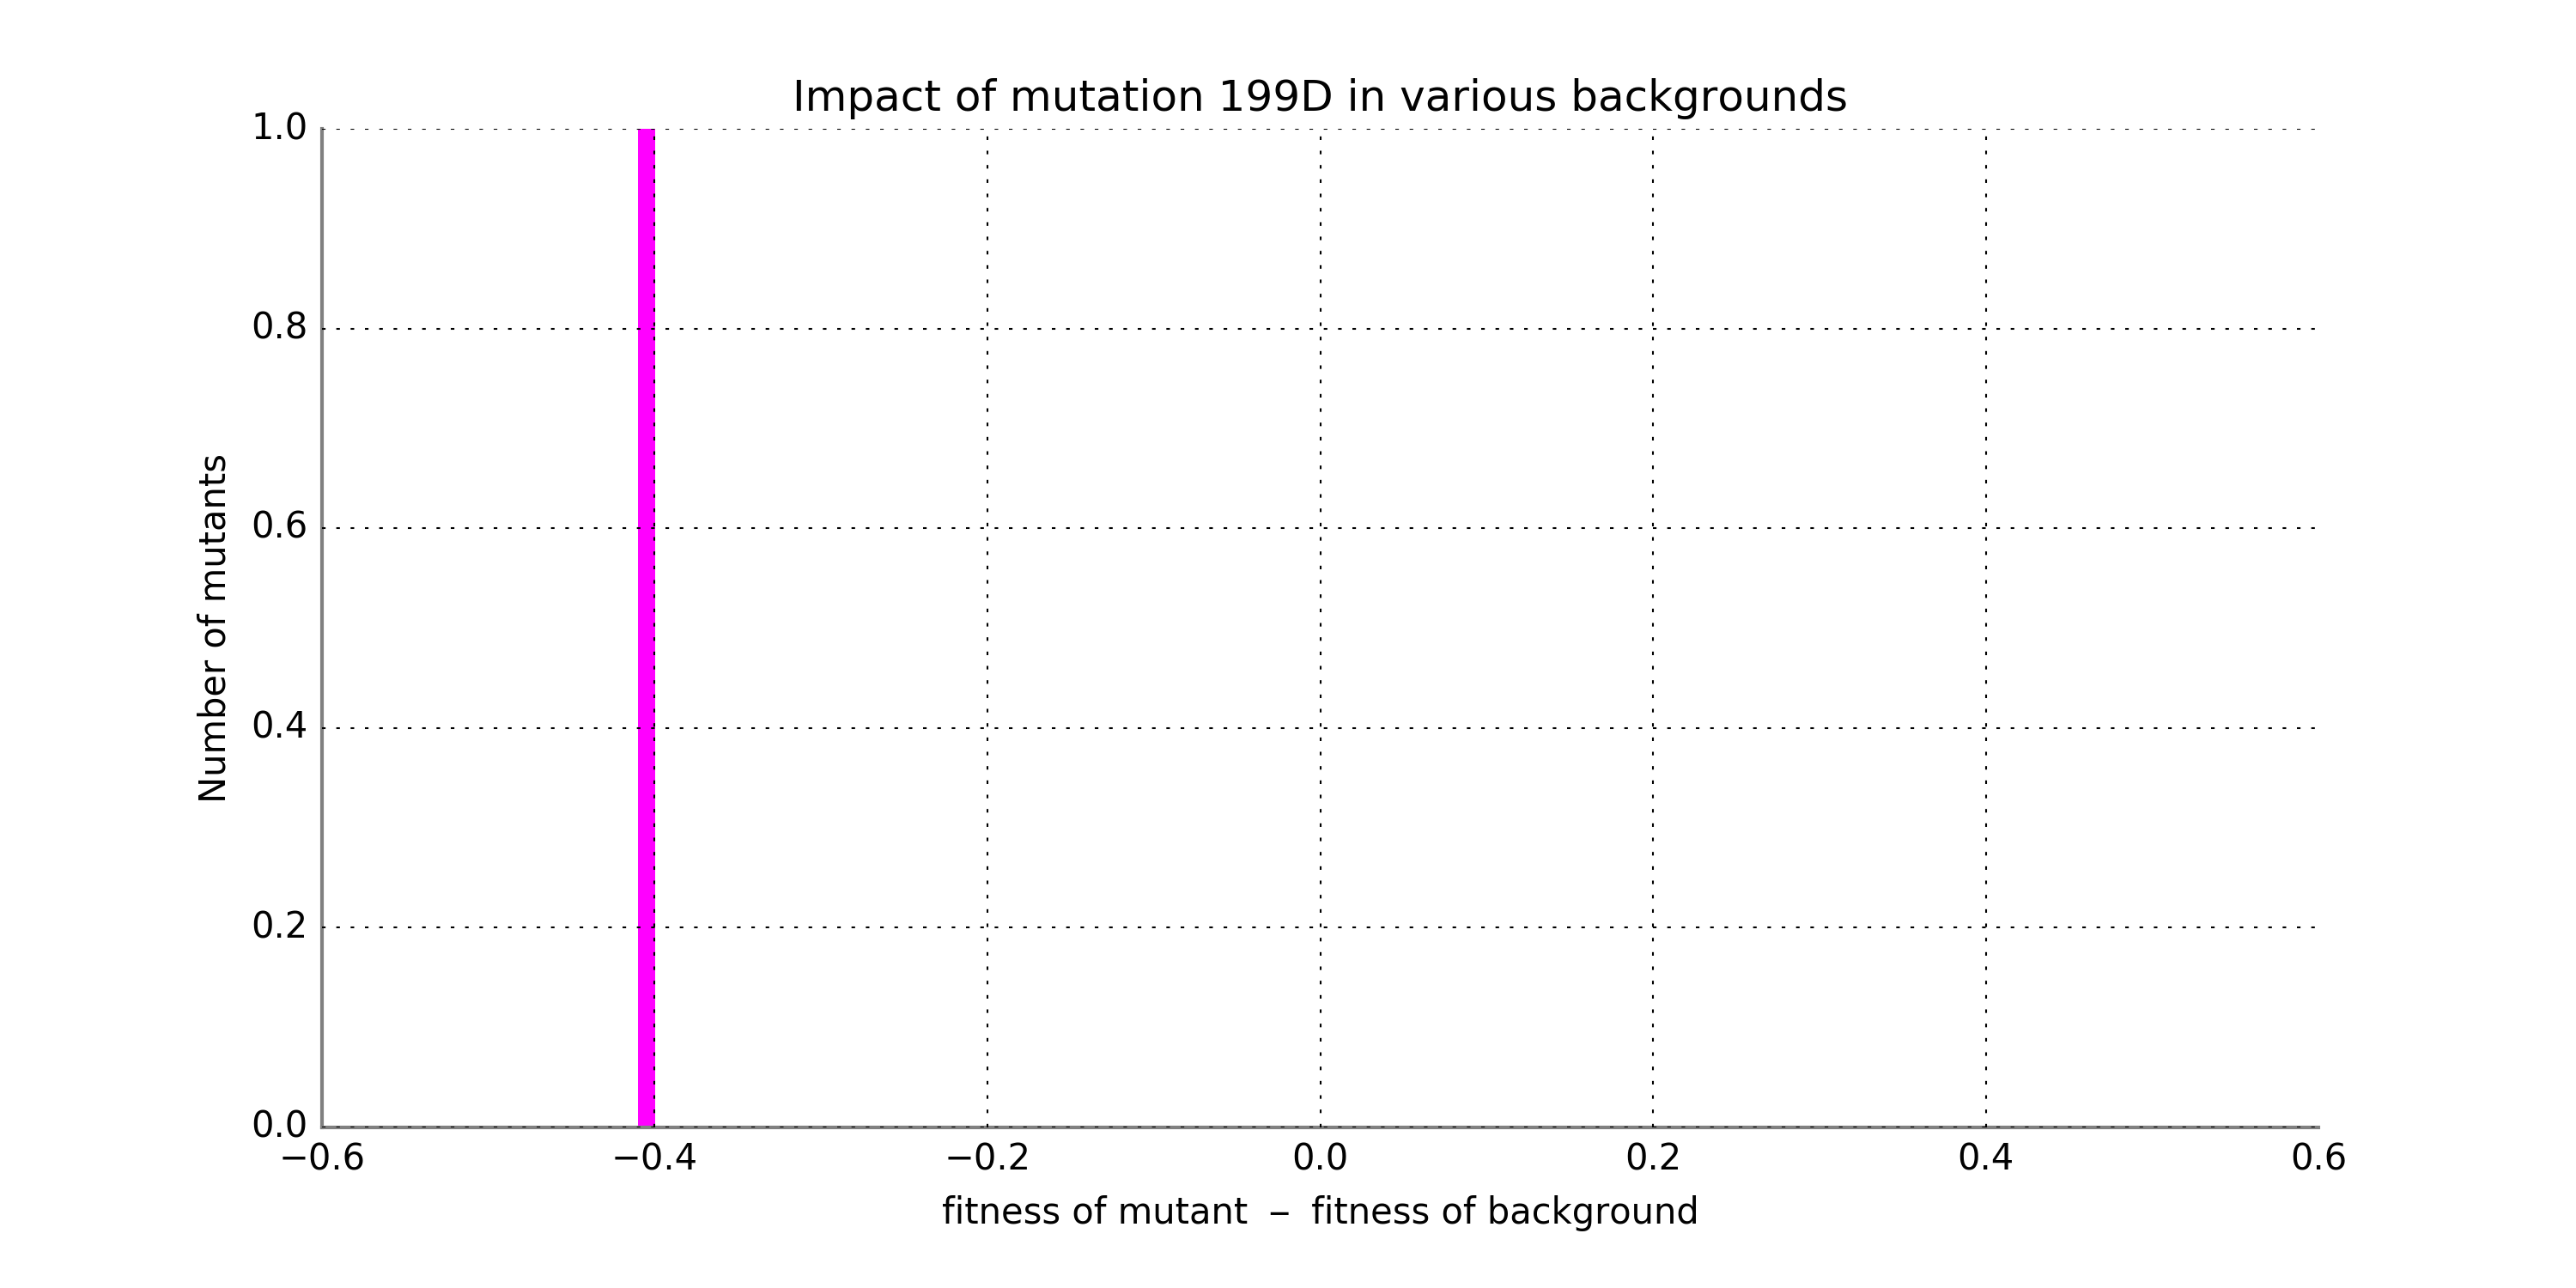 Impact of mutation 199D in various backgrounds
1.0
0.8
0.6
0.4
0.2
0.0
Number of mutants
−0.6 −0.4 −0.2 0.0 0.2 0.4 0.6
fitness of mutant − fitness of background